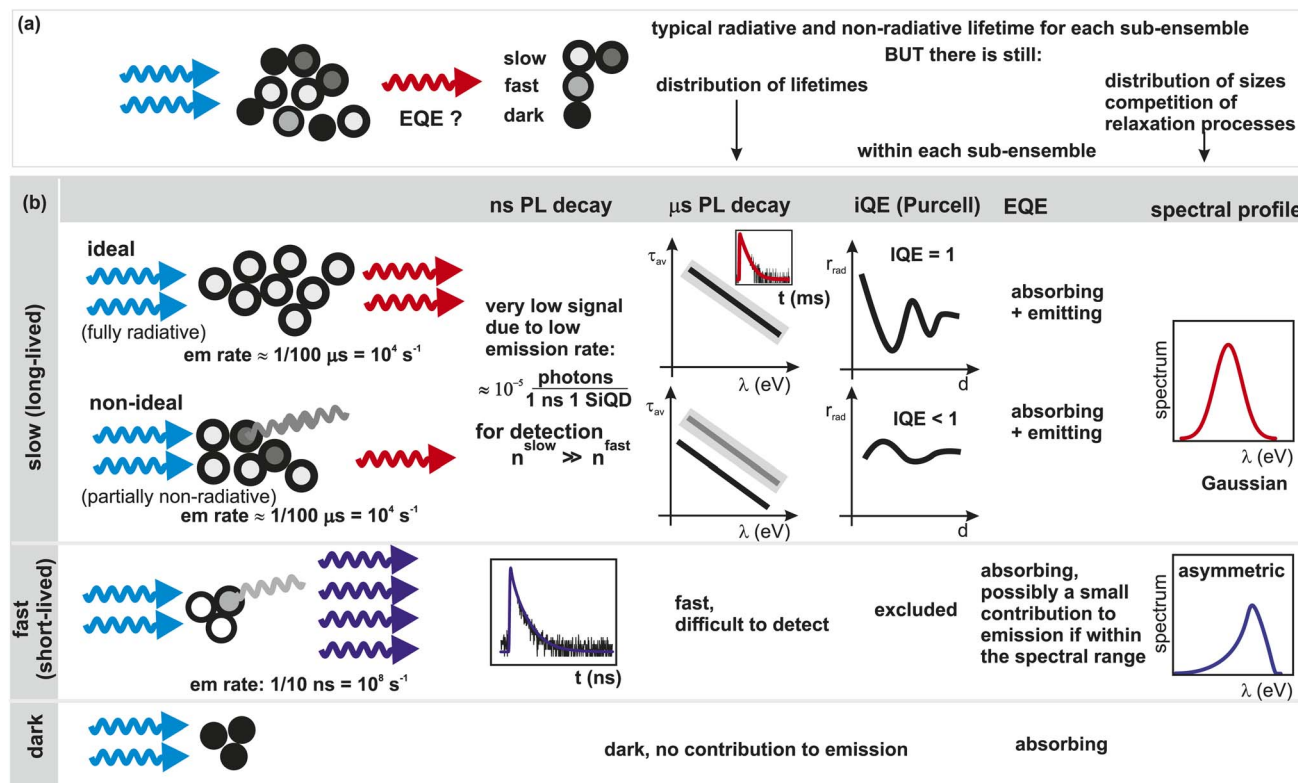 (a)
slow
fast
dark
EQE ?
typical radiative and non-radiative lifetime for each sub-ensemble
BUT there is still:
distribution of lifetimes
distribution of sizes
competition of
relaxation processes
within each sub-ensemble
(b)
ns PL decay
μs PL decay
iQE (Purcell)
EQE
spectral profile
slow (long-lived)
ideal
(fully radiative)
em rate ≈ 1/100 μs = 10⁴ s⁻¹
non-ideal
(partially non-radiative)
em rate ≈ 1/100 μs = 10⁴ s⁻¹
very low signal
due to low
emission rate:
≈ 10⁻⁵ photons
1 ns 1 SiQD
for detection
n^slow ≫ n^fast
τ_av
t (ms)
λ (eV)
τ_av
λ (eV)
r_rad
IQE = 1
d
r_rad
IQE < 1
d
absorbing
+ emitting
absorbing
+ emitting
spectrum
λ (eV)
Gaussian
fast
(short-lived)
em rate: 1/10 ns = 10⁸ s⁻¹
t (ns)
fast,
difficult to detect
excluded
absorbing,
possibly a small
contribution to
emission if within
the spectral range
asymmetric
spectrum
λ (eV)
dark
dark, no contribution to emission
absorbing